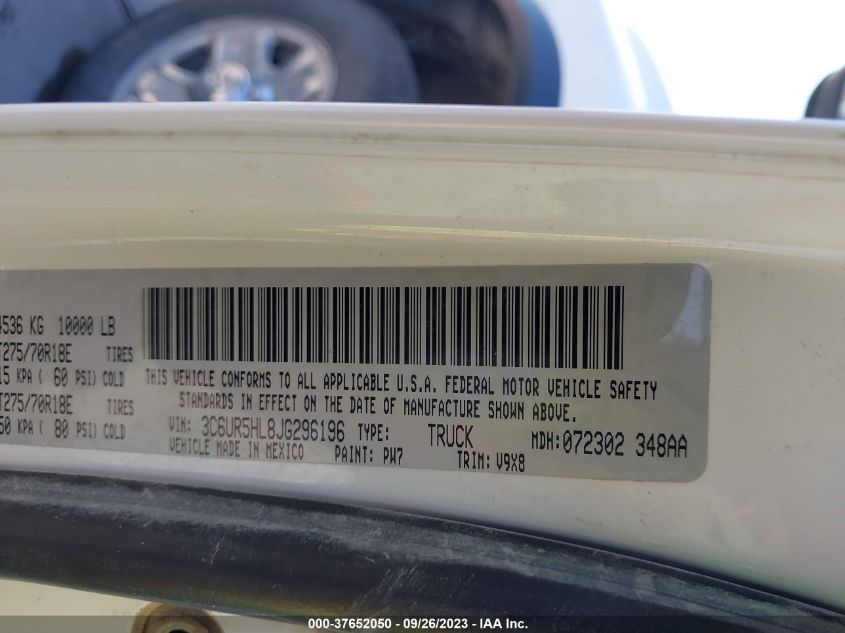 4536 KG 10000 LB
T275/70R18E TIRES
15 KPA ( 60 PSI) COLD
T275/70R18E TIRES
50 KPA ( 80 PSI) COLD
THIS VEHICLE CONFORMS TO ALL APPLICABLE U.S.A. FEDERAL MOTOR VEHICLE SAFETY
STANDARDS IN EFFECT ON THE DATE OF MANUFACTURE SHOWN ABOVE.
VIN: 3C6UR5HL8JG296196 TYPE: TRUCK MDH:072302 348AA
VEHICLE MADE IN MEXICO PAINT: PW7 TRIM: V9X8
000-37652050 - 09/26/2023 - IAA Inc.